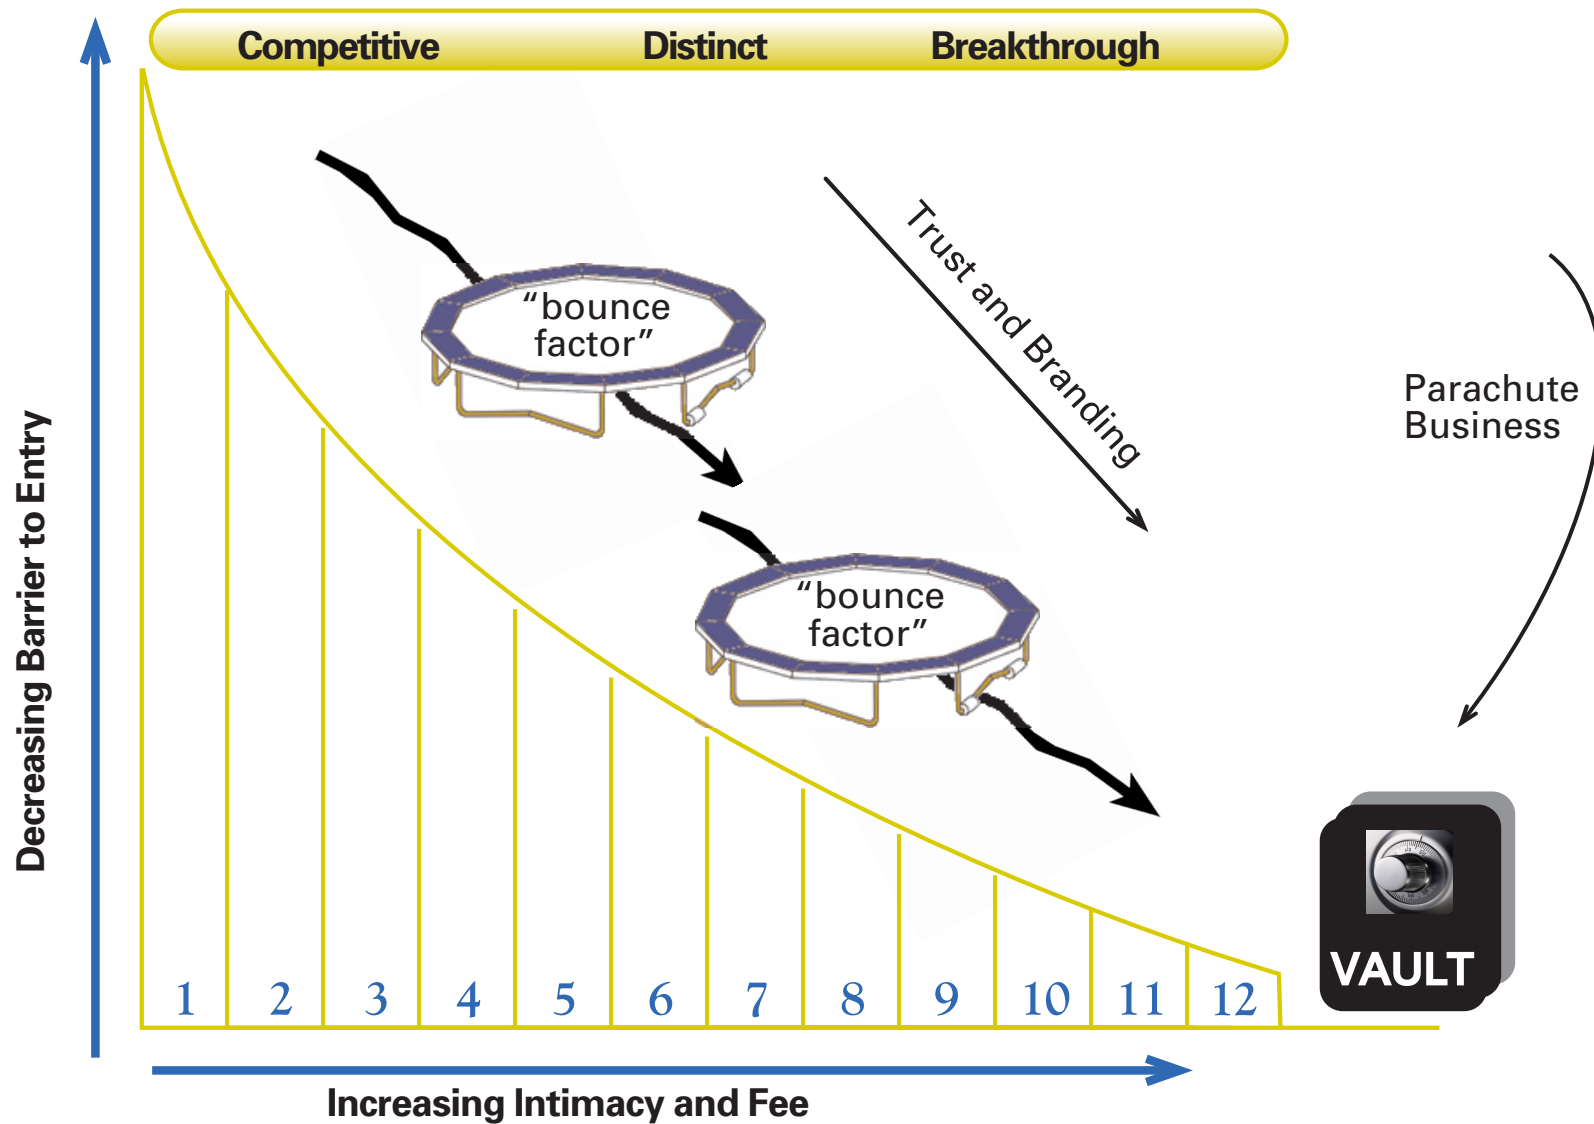 Competitive Distinct Breakthrough
“bounce
factor”
Trust and Branding
Parachute
Business
“bounce
factor”
Decreasing Barrier to Entry
VAULT
1 2 3 4 5 6 7 8 9 10 11 12
Increasing Intimacy and Fee